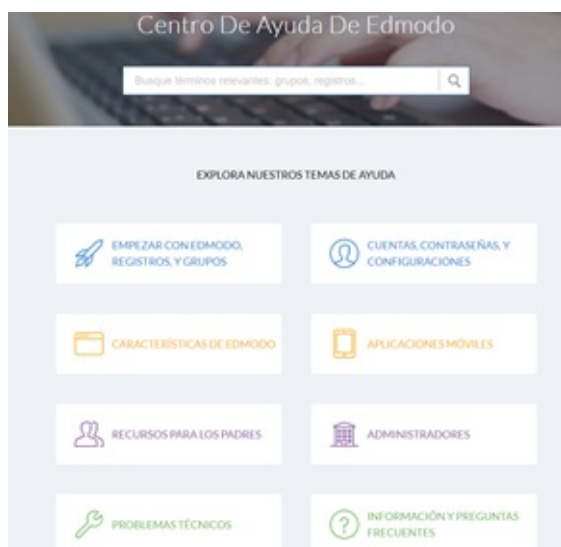 Centro De Ayuda De Edmodo
Busque términos relevantes: grupos, registros...
EXPLORA NUESTROS TEMAS DE AYUDA
EMPEZAR CON EDMODO,
REGISTROS, Y GRUPOS
CUENTAS, CONTRASEÑAS, Y
CONFIGURACIONES
CARACTERÍSTICAS DE EDMODO
APLICACIONES MÓVILES
RECURSOS PARA LOS PADRES
ADMINISTRADORES
PROBLEMAS TÉCNICOS
INFORMACIÓN Y PREGUNTAS
FRECUENTES